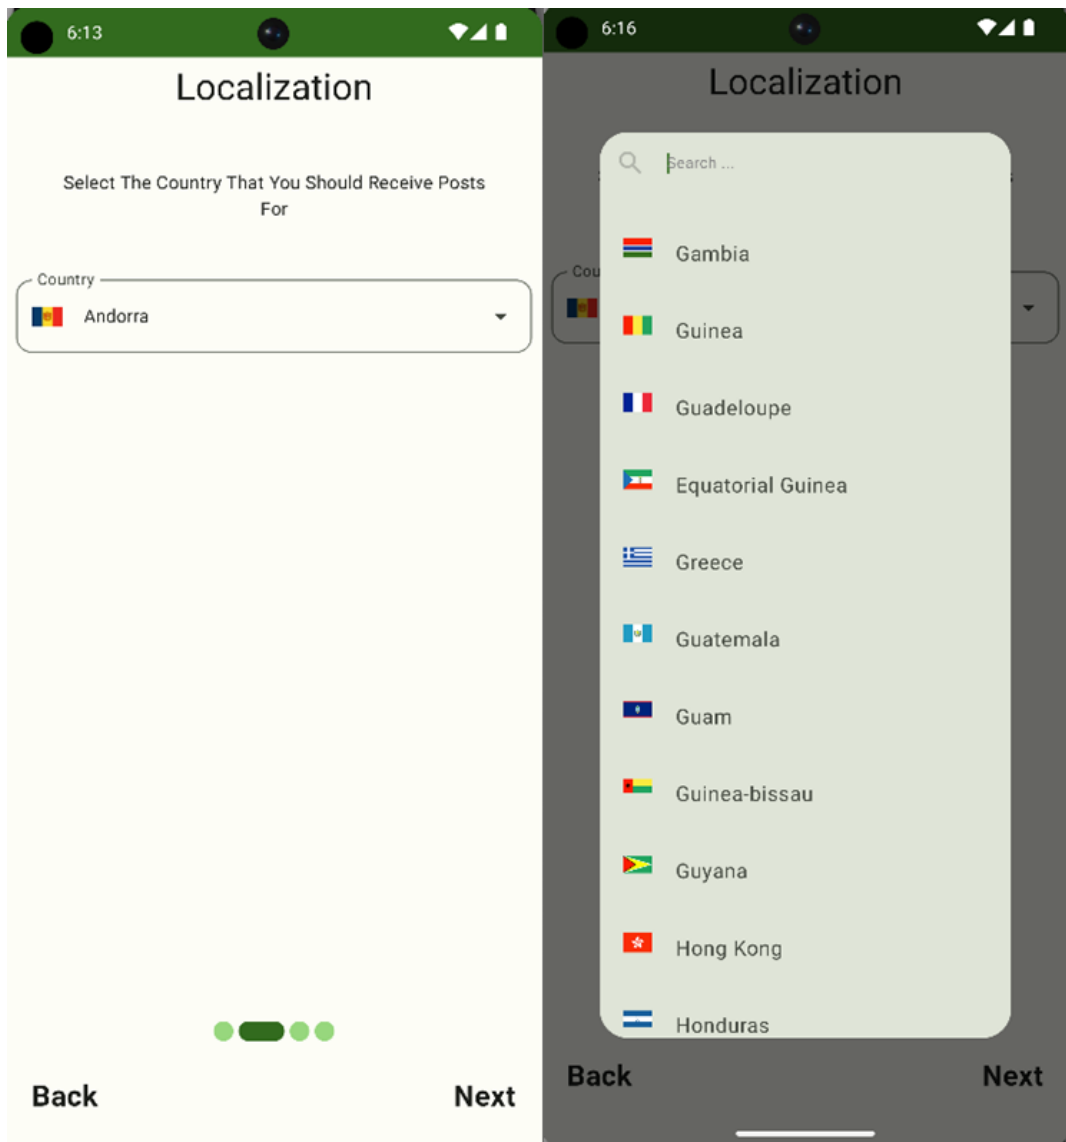 6:13
Localization
Select The Country That You Should Receive Posts
For
Country
Andorra
Back
Next
6:16
Localization
Search ...
Cou
Gambia
Guinea
Guadeloupe
Equatorial Guinea
Greece
Guatemala
Guam
Guinea-bissau
Guyana
Hong Kong
Honduras
Back
Next